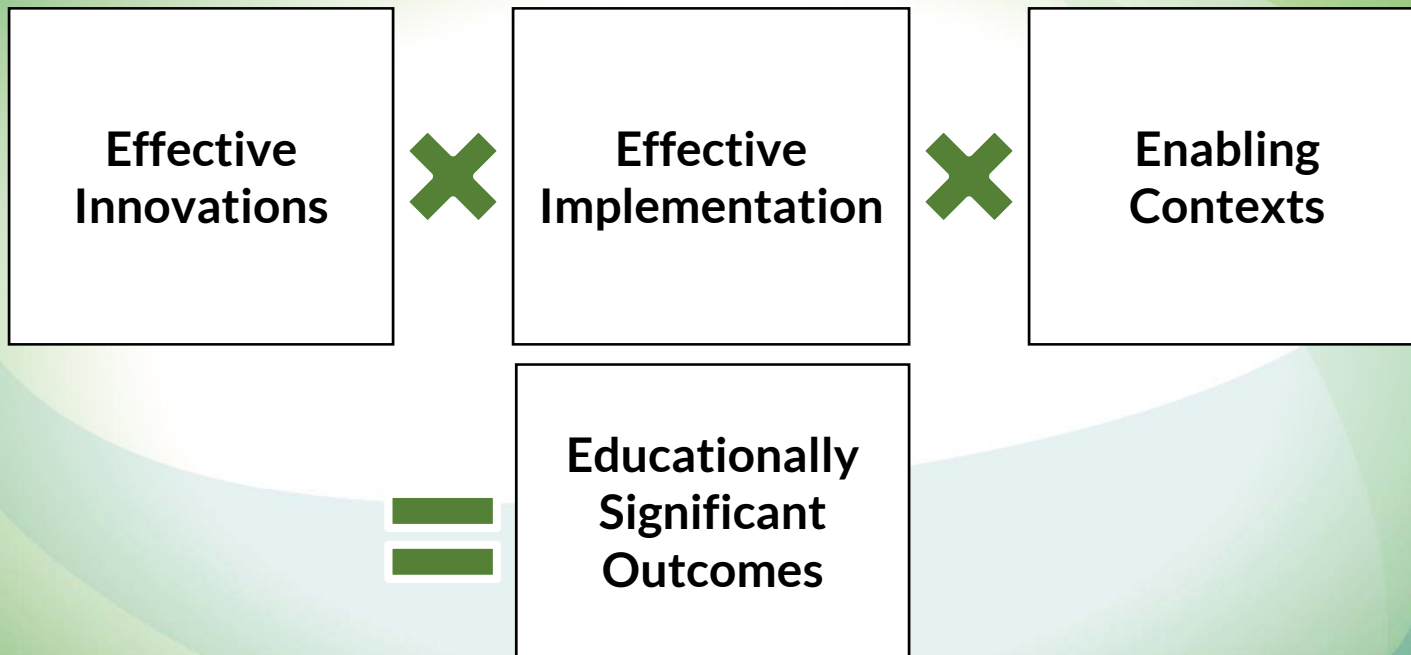 Effective
Innovations
Effective
Implementation
Enabling
Contexts
Educationally
Significant
Outcomes